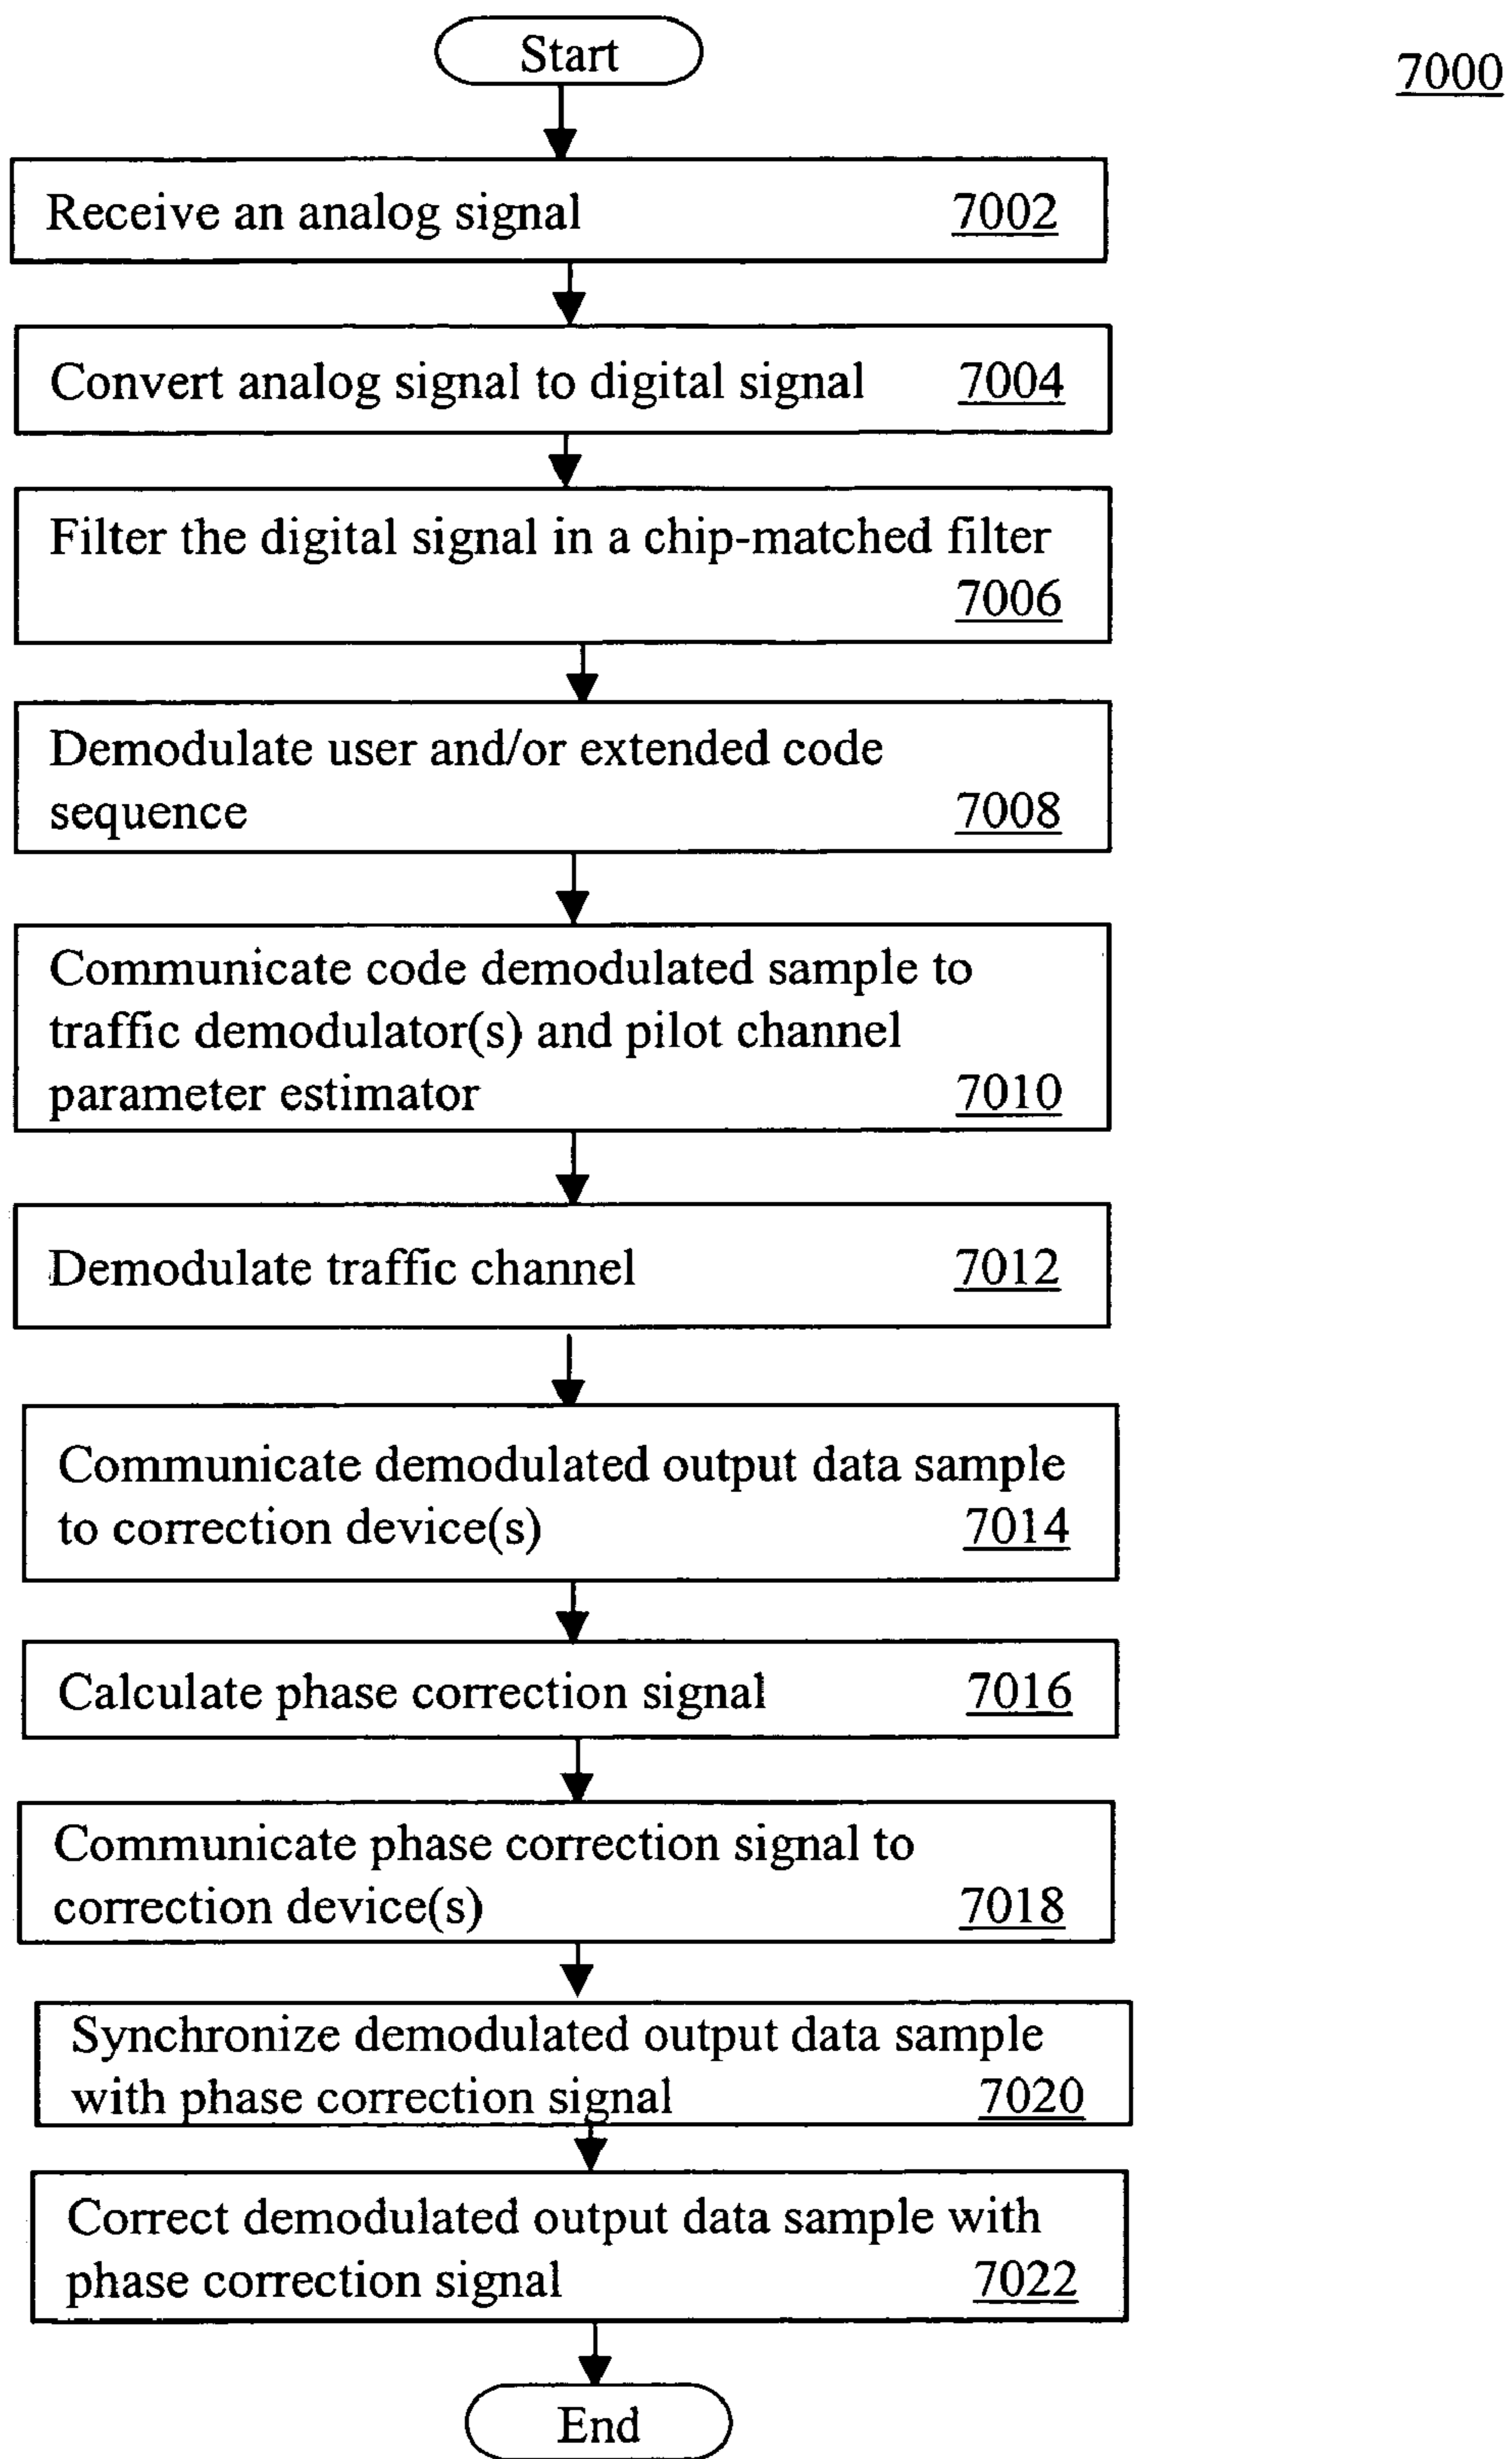 Start
7000
Receive an analog signal 7002
Convert analog signal to digital signal 7004
Filter the digital signal in a chip-matched filter
7006
Demodulate user and/or extended code
sequence 7008
Communicate code demodulated sample to
traffic demodulator(s) and pilot channel
parameter estimator 7010
Demodulate traffic channel 7012
Communicate demodulated output data sample
to correction device(s) 7014
Calculate phase correction signal 7016
Communicate phase correction signal to
correction device(s) 7018
Synchronize demodulated output data sample
with phase correction signal 7020
Correct demodulated output data sample with
phase correction signal 7022
End